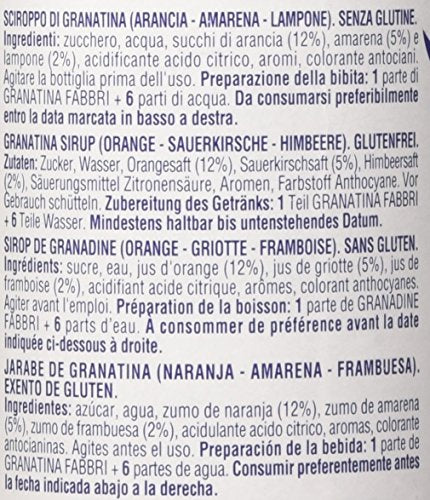 SCIROPPO DI GRANATINA (ARANCIA - AMARENA - LAMPONE). SENZA GLUTINE.
Ingredienti: zucchero, acqua, succhi di arancia (12%), amarena (5%) e
lampone (2%), acidificante acido citrico, aromi, colorante antociani.
Agitare la bottiglia prima dell'uso. Preparazione della bibita: 1 parte di
GRANATINA FABBRI + 6 parti di acqua. Da consumarsi preferibilmente
entro la data marcata in basso a destra.
GRANATINA SIRUP (ORANGE - SAUERKIRSCHE - HIMBEERE). GLUTENFREI.
Zutaten: Zucker, Wasser, Orangesaft (12%), Sauerkirschsaft (5%), Himbeersaft
(2%), Säuerungsmittel Zitronensäure, Aromen, Farbstoff Anthocyane. Vor
Gebrauch schütteln. Zubereitung des Getränks: 1 Teil GRANATINA FABBRI
+ 6 Teile Wasser. Mindestens haltbar bis untenstehendes Datum.
SIROP DE GRANADINE (ORANGE - GRIOTTE - FRAMBOISE). SANS GLUTEN.
Ingrédients: sucre, eau, jus d'orange (12%), jus de griotte (5%), jus de
framboise (2%), acidifiant acide citrique, arômes, colorant anthocyanes.
Agiter avant l'emploi. Préparation de la boisson: 1 parte de GRANADINE
FABBRI + 6 parts d'eau. À consommer de préférence avant la date
indiquée ci-dessous à droite.
JARABE DE GRANATINA (NARANJA - AMARENA - FRAMBUESA).
EXENTO DE GLUTEN.
Ingredientes: azúcar, agua, zumo de naranja (12%), zumo de amarena
(5%), zumo de frambuesa (2%), acidulante acido citrico, aromas, colorante
antocianinas. Agites antes el uso. Preparación de la bebida: 1 parte de
GRANATINA FABBRI + 6 partes de agua. Consumir preferentemente antes
la fecha indicada abajo a la derecha.